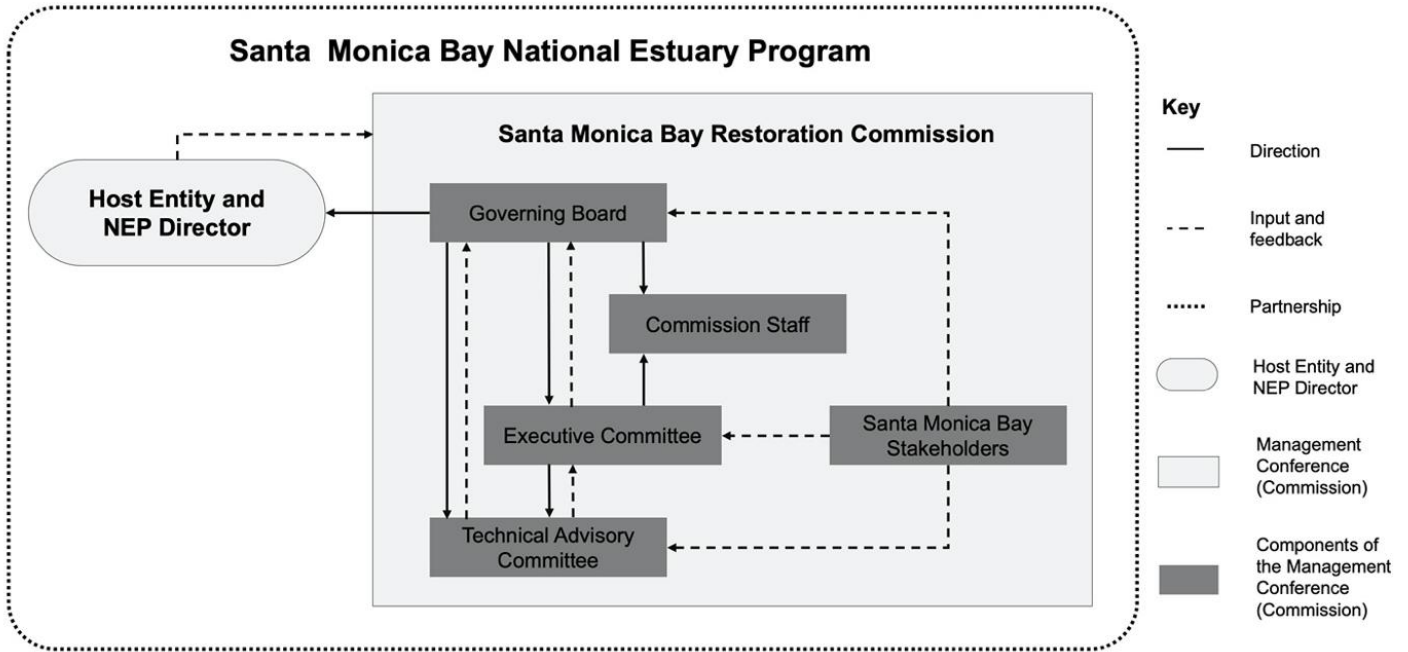 Santa Monica Bay National Estuary Program
Santa Monica Bay Restoration Commission
Host Entity and
NEP Director
Governing Board
Commission Staff
Executive Committee
Santa Monica Bay
Stakeholders
Technical Advisory
Committee
Key
Direction
Input and
feedback
Partnership
Host Entity and
NEP Director
Management
Conference
(Commission)
Components of
the Management
Conference
(Commission)